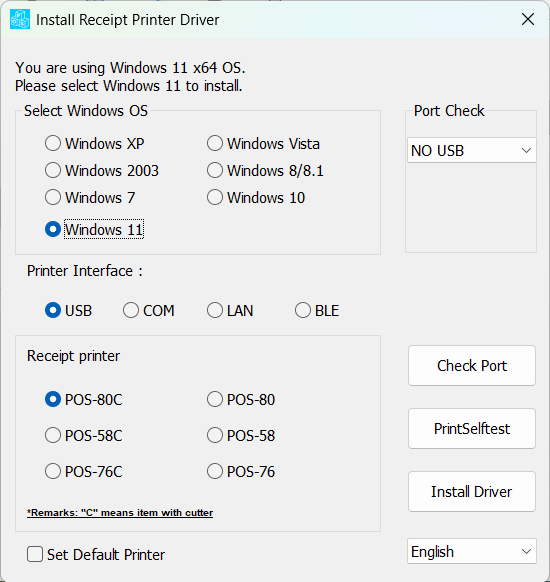 Install Receipt Printer Driver
You are using Windows 11 x64 OS.
Please select Windows 11 to install.
Select Windows OS
Windows XP
Windows Vista
Windows 2003
Windows 8/8.1
Windows 7
Windows 10
Windows 11
Port Check
NO USB
Printer Interface :
USB
COM
LAN
BLE
Receipt printer
POS-80C
POS-80
POS-58C
POS-58
POS-76C
POS-76
*Remarks: "C" means item with cutter
Check Port
PrintSelftest
Install Driver
Set Default Printer
English